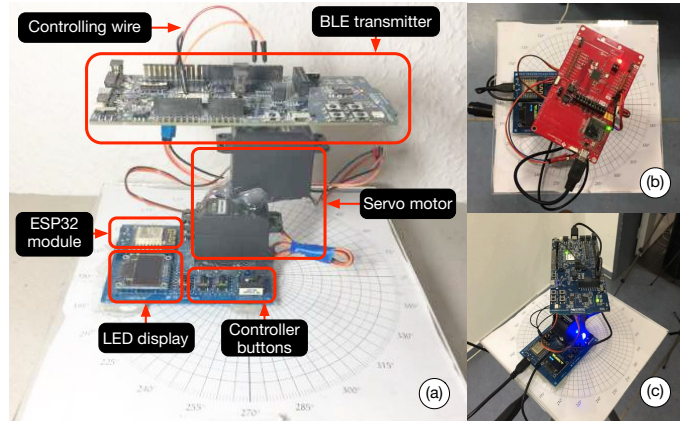 Controlling wire
BLE transmitter
ESP32
module
Servo motor
LED display
Controller
buttons
225°
240°
255°
270°
285°
300°
315°
330°
(a)
(b)
(c)